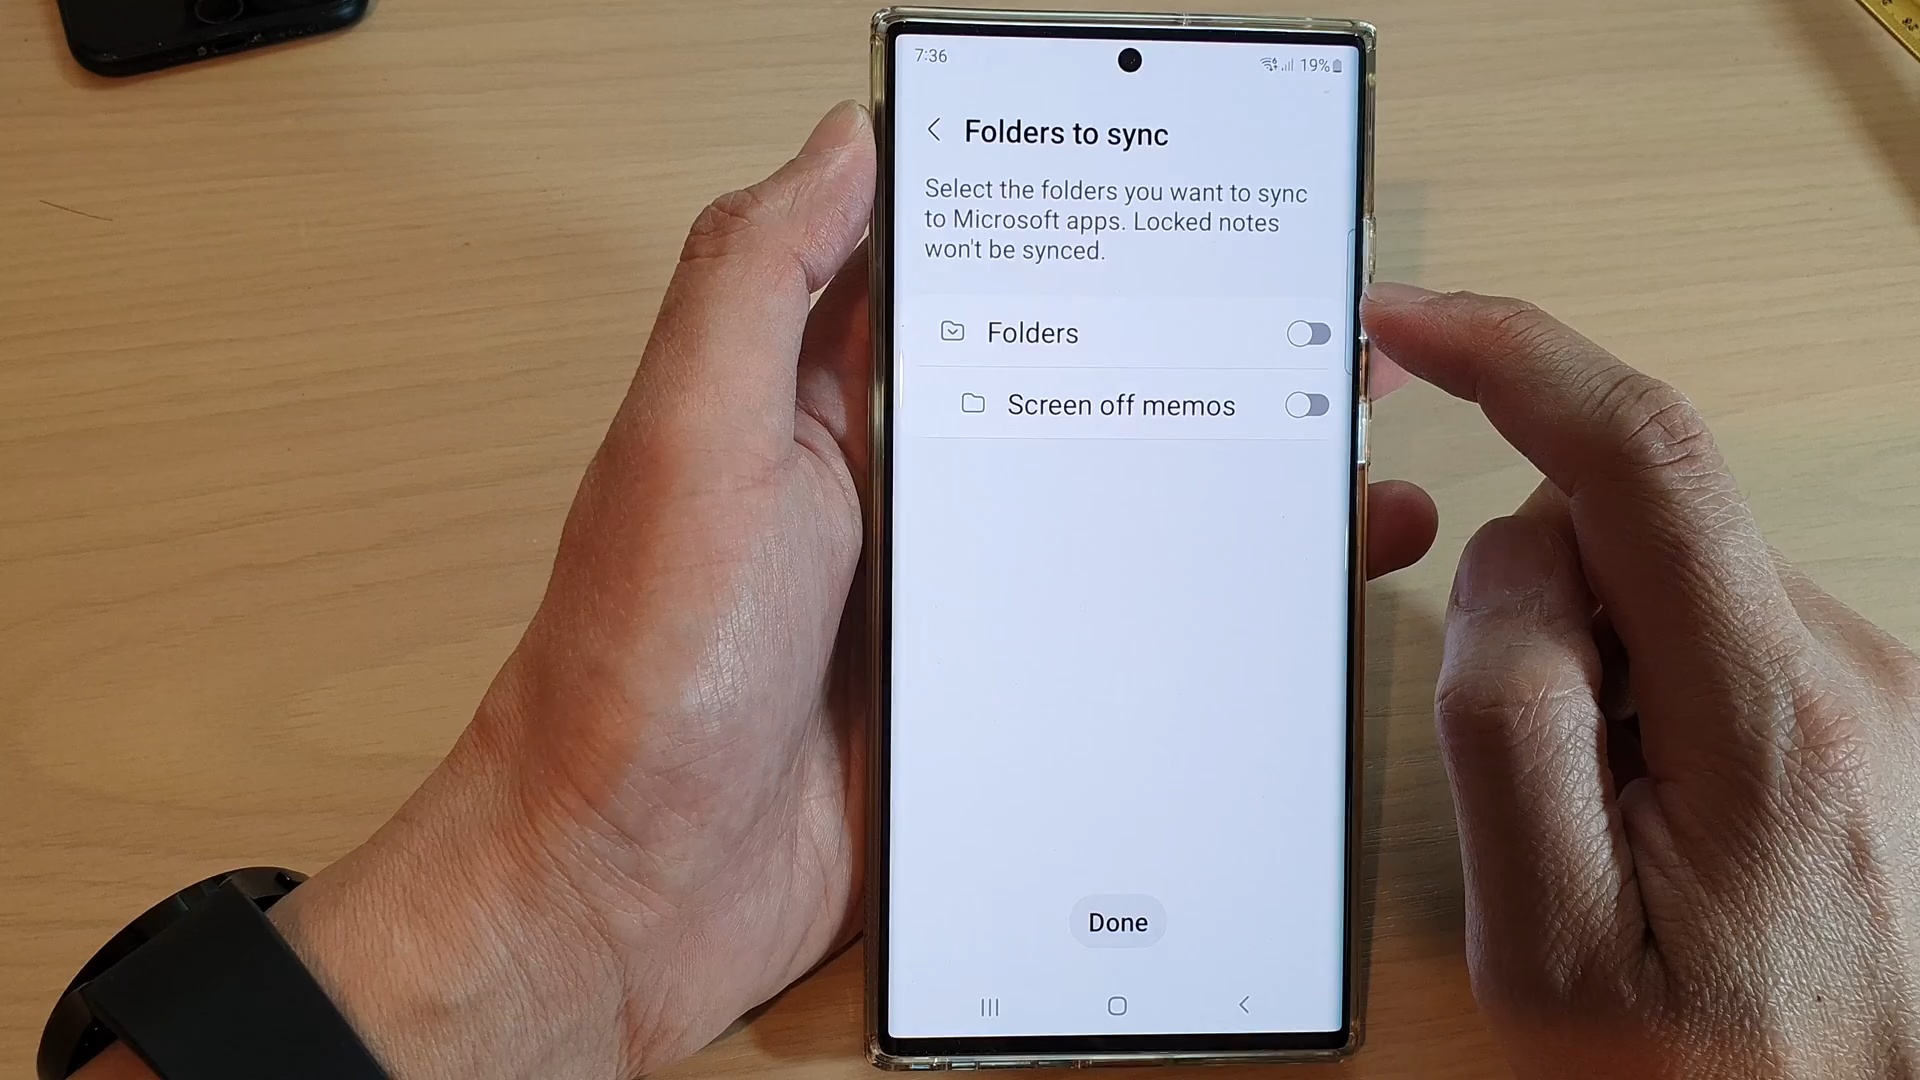 7:36
19%
Folders to sync
Select the folders you want to sync
to Microsoft apps. Locked notes
won't be synced.
Folders
Screen off memos
Done